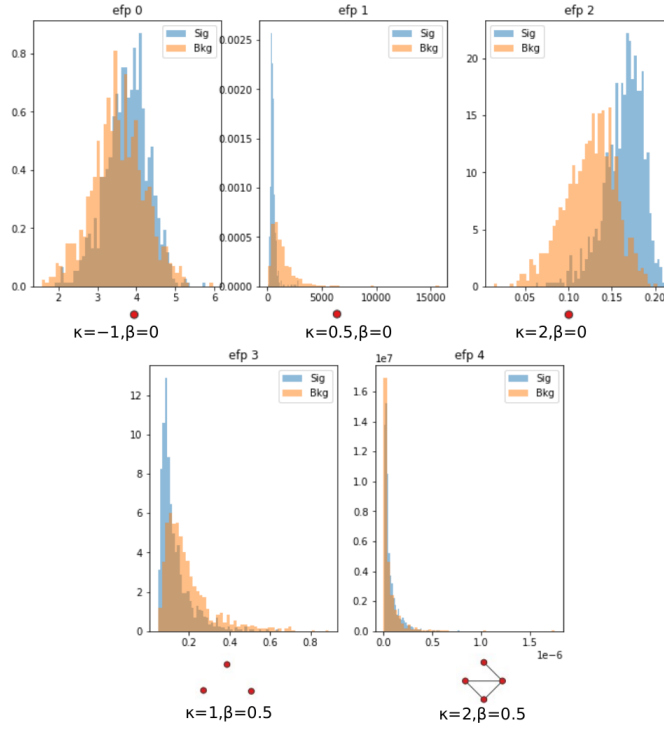 efp 0
Sig
Bkg
0.8
0.6
0.4
0.2
0.0
2 3 4 5 6
κ=−1,β=0
efp 1
Sig
Bkg
0.0025
0.0020
0.0015
0.0010
0.0005
0.0000
0 5000 10000 15000
κ=0.5,β=0
efp 2
Sig
Bkg
20
15
10
5
0
0.05 0.10 0.15 0.20
κ=2,β=0
efp 3
Sig
Bkg
12
10
8
6
4
2
0
0.2 0.4 0.6 0.8
κ=1,β=0.5
efp 4
1e7
Sig
Bkg
1.6
1.4
1.2
1.0
0.8
0.6
0.4
0.2
0.0
0.0 0.5 1.0 1.5
1e−6
κ=2,β=0.5